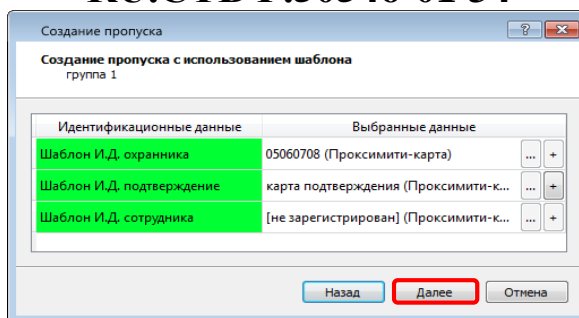 Создание пропуска
Создание пропуска с использованием шаблона
группа 1
Идентификационные данные Выбранные данные
Шаблон И.Д. охранника 05060708 (Проксимити-карта) ... +
Шаблон И.Д. подтверждение карта подтверждения (Проксимити-к... ... +
Шаблон И.Д. сотрудника [не зарегистрирован] (Проксимити-к... ... +
Назад Далее Отмена